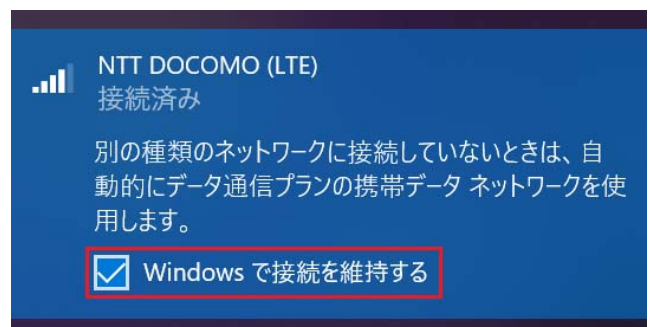 NTT DOCOMO (LTE)
接続済み
別の種類のネットワークに接続していないときは、自
動的にデータ通信プランの携帯データ ネットワークを使
用します。
Windows で接続を維持する